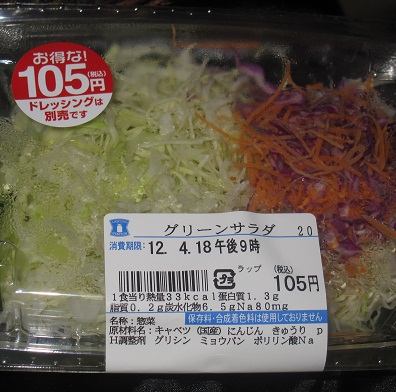 お得な!
105円(税込)
ドレッシングは
別売です
グリーンサラダ 20
消費期限: 12. 4.18午後9時
ラップ (税込)
105円
1食当り熱量33kcal蛋白質1.3g
脂質0.2g炭水化物6.5gNa80mg
名称:惣菜 保存料・合成着色料は使用しておりません
原材料名:キャベツ(国産)にんじん きゅうり p
H調整剤 グリシン ミョウバン ポリリン酸Na